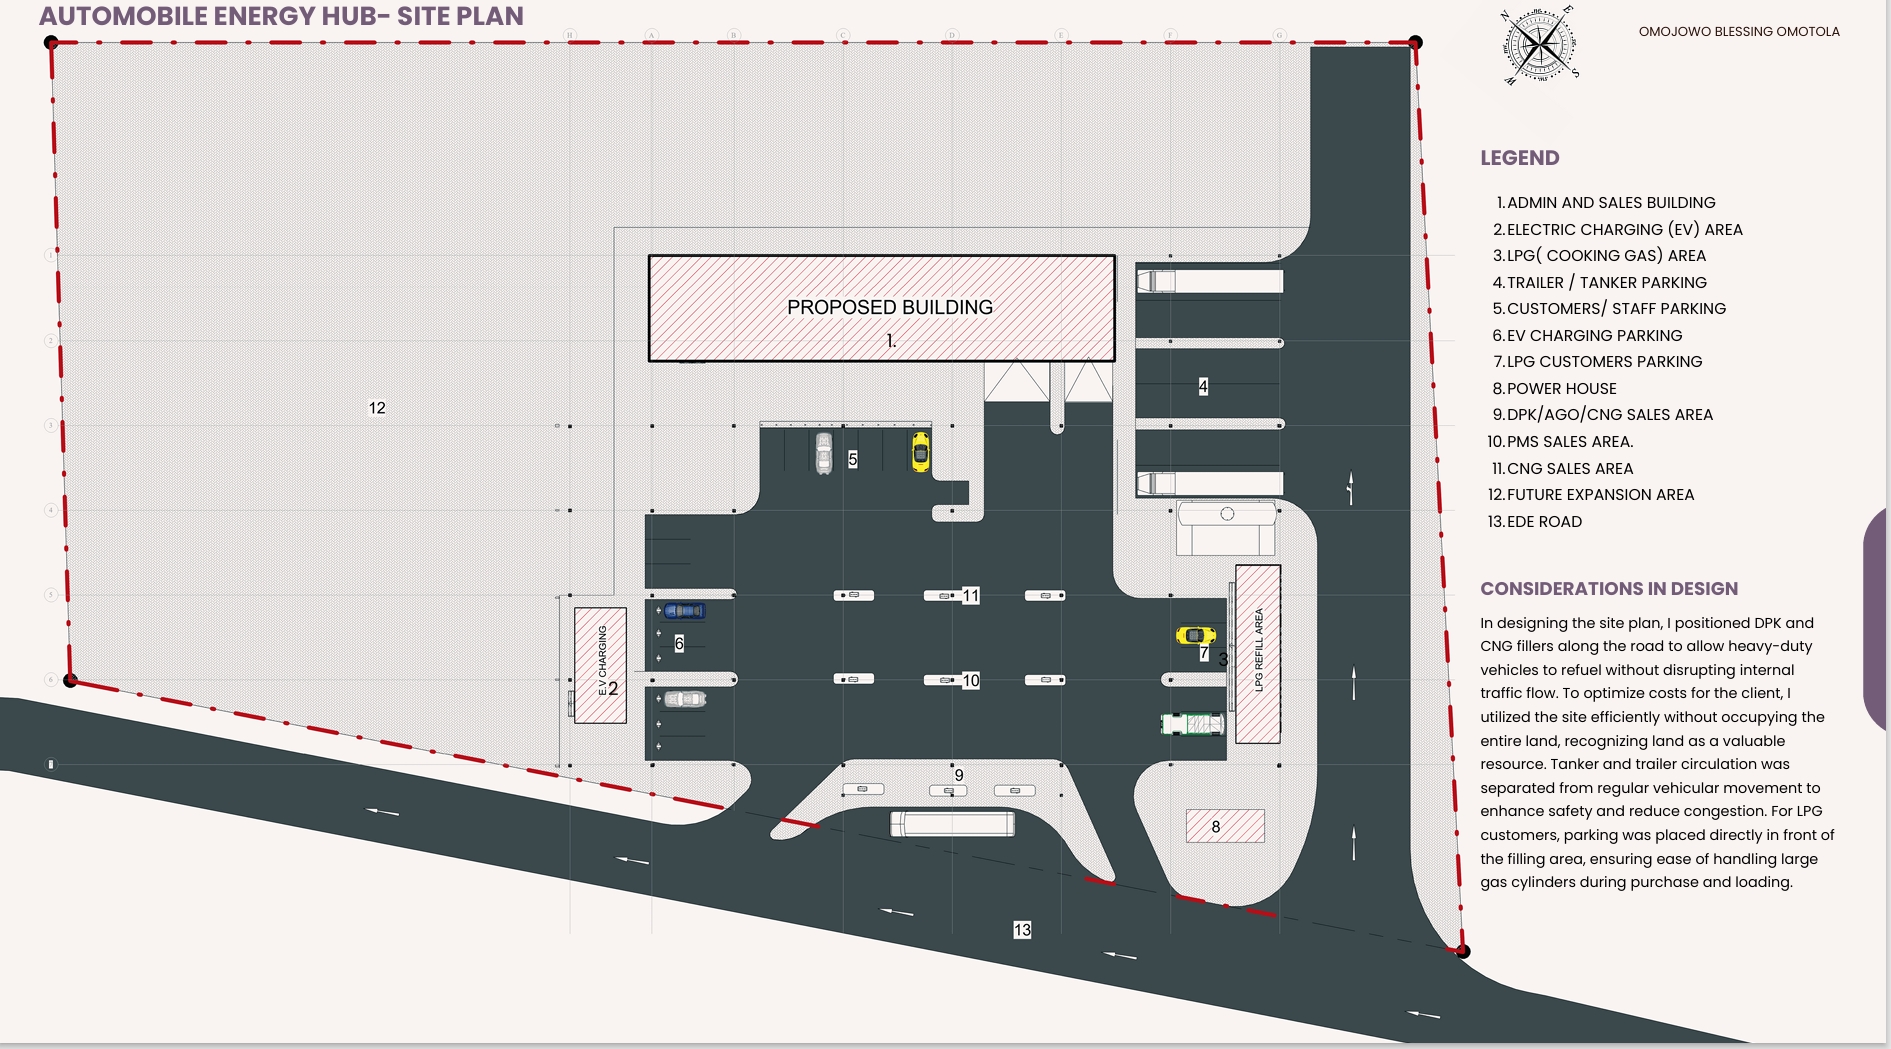 AUTOMOBILE ENERGY HUB- SITE PLAN
OMOJOWO BLESSING OMOTOLA
N
E
S
W
H
A
B
C
D
E
F
G
1
2
3
4
5
6
PROPOSED BUILDING
1.
12
4
5
11
6
10
7
3
LPG REFILL AREA
E.V CHARGING
2
9
8
13
LEGEND
1. ADMIN AND SALES BUILDING
2. ELECTRIC CHARGING (EV) AREA
3. LPG( COOKING GAS) AREA
4. TRAILER / TANKER PARKING
5. CUSTOMERS/ STAFF PARKING
6. EV CHARGING PARKING
7. LPG CUSTOMERS PARKING
8. POWER HOUSE
9. DPK/AGO/CNG SALES AREA
10. PMS SALES AREA.
11. CNG SALES AREA
12. FUTURE EXPANSION AREA
13. EDE ROAD
CONSIDERATIONS IN DESIGN
In designing the site plan, I positioned DPK and
CNG fillers along the road to allow heavy-duty
vehicles to refuel without disrupting internal
traffic flow. To optimize costs for the client, I
utilized the site efficiently without occupying the
entire land, recognizing land as a valuable
resource. Tanker and trailer circulation was
separated from regular vehicular movement to
enhance safety and reduce congestion. For LPG
customers, parking was placed directly in front of
the filling area, ensuring ease of handling large
gas cylinders during purchase and loading.